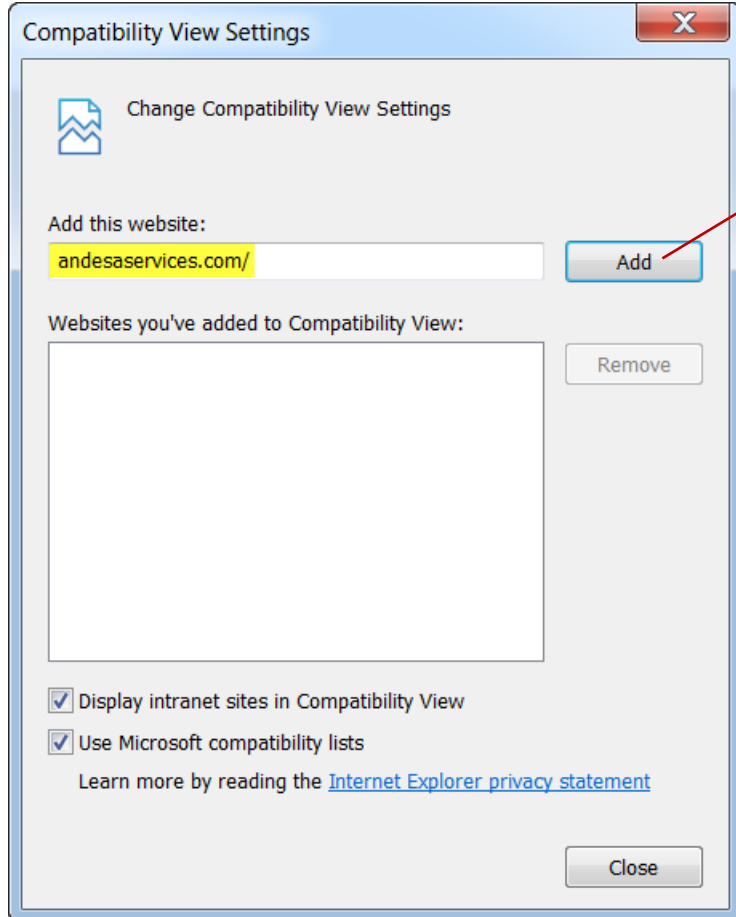 Compatibility View Settings
X
Change Compatibility View Settings
Add this website:
andesaservices.com/
Add
Websites you've added to Compatibility View:
Remove
Display intranet sites in Compatibility View
Use Microsoft compatibility lists
Learn more by reading the Internet Explorer privacy statement
Close